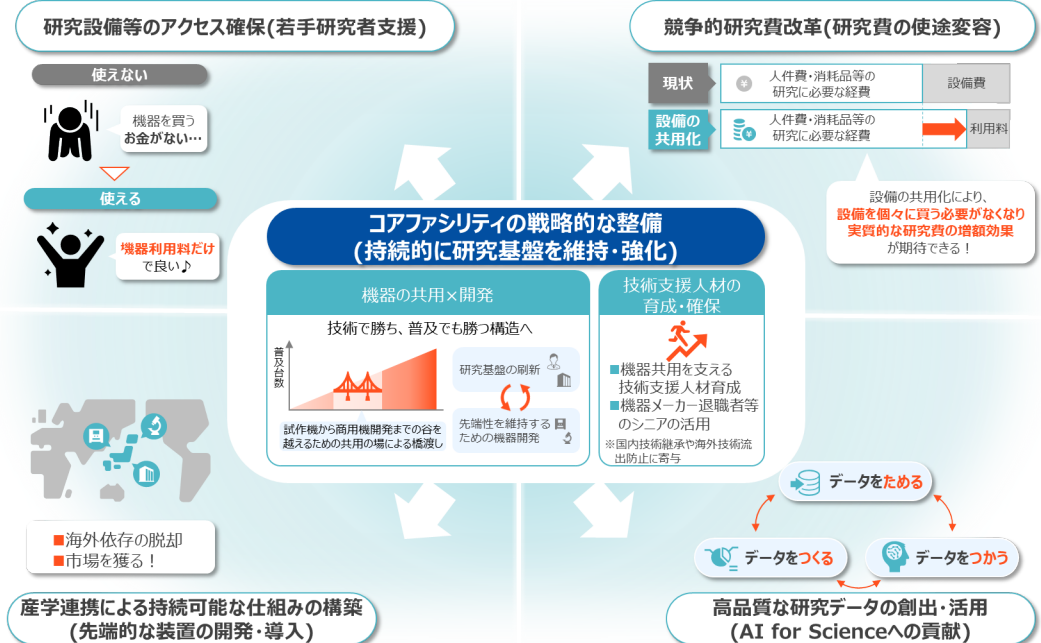 研究設備等のアクセス確保(若手研究者支援)
使えない
機器を買う
お金がない…
使える
機器利用料だけ
で良い♪
競争的研究費改革(研究費の使途変容)
現状
人件費・消耗品等の
研究に必要な経費
設備費
設備の
共用化
人件費・消耗品等の
研究に必要な経費
利用料
設備の共用化により、
設備を個々に買う必要がなくなり
実質的な研究費の増額効果
が期待できる！
コアファシリティの戦略的な整備
(持続的に研究基盤を維持・強化)
機器の共用×開発
技術で勝ち、普及でも勝つ構造へ
普及台数
試作機から商用機開発までの谷を
越えるための共用の場による橋渡し
研究基盤の刷新
先端性を維持する
ための機器開発
技術支援人材の
育成・確保
■機器共用を支える
技術支援人材育成
■機器メーカー退職者等
のシニアの活用
※国内技術継承や海外技術流
出防止に寄与
■海外依存の脱却
■市場を獲る！
産学連携による持続可能な仕組みの構築
(先端的な装置の開発・導入)
データをためる
データをつくる
データをつかう
高品質な研究データの創出・活用
(AI for Scienceへの貢献)